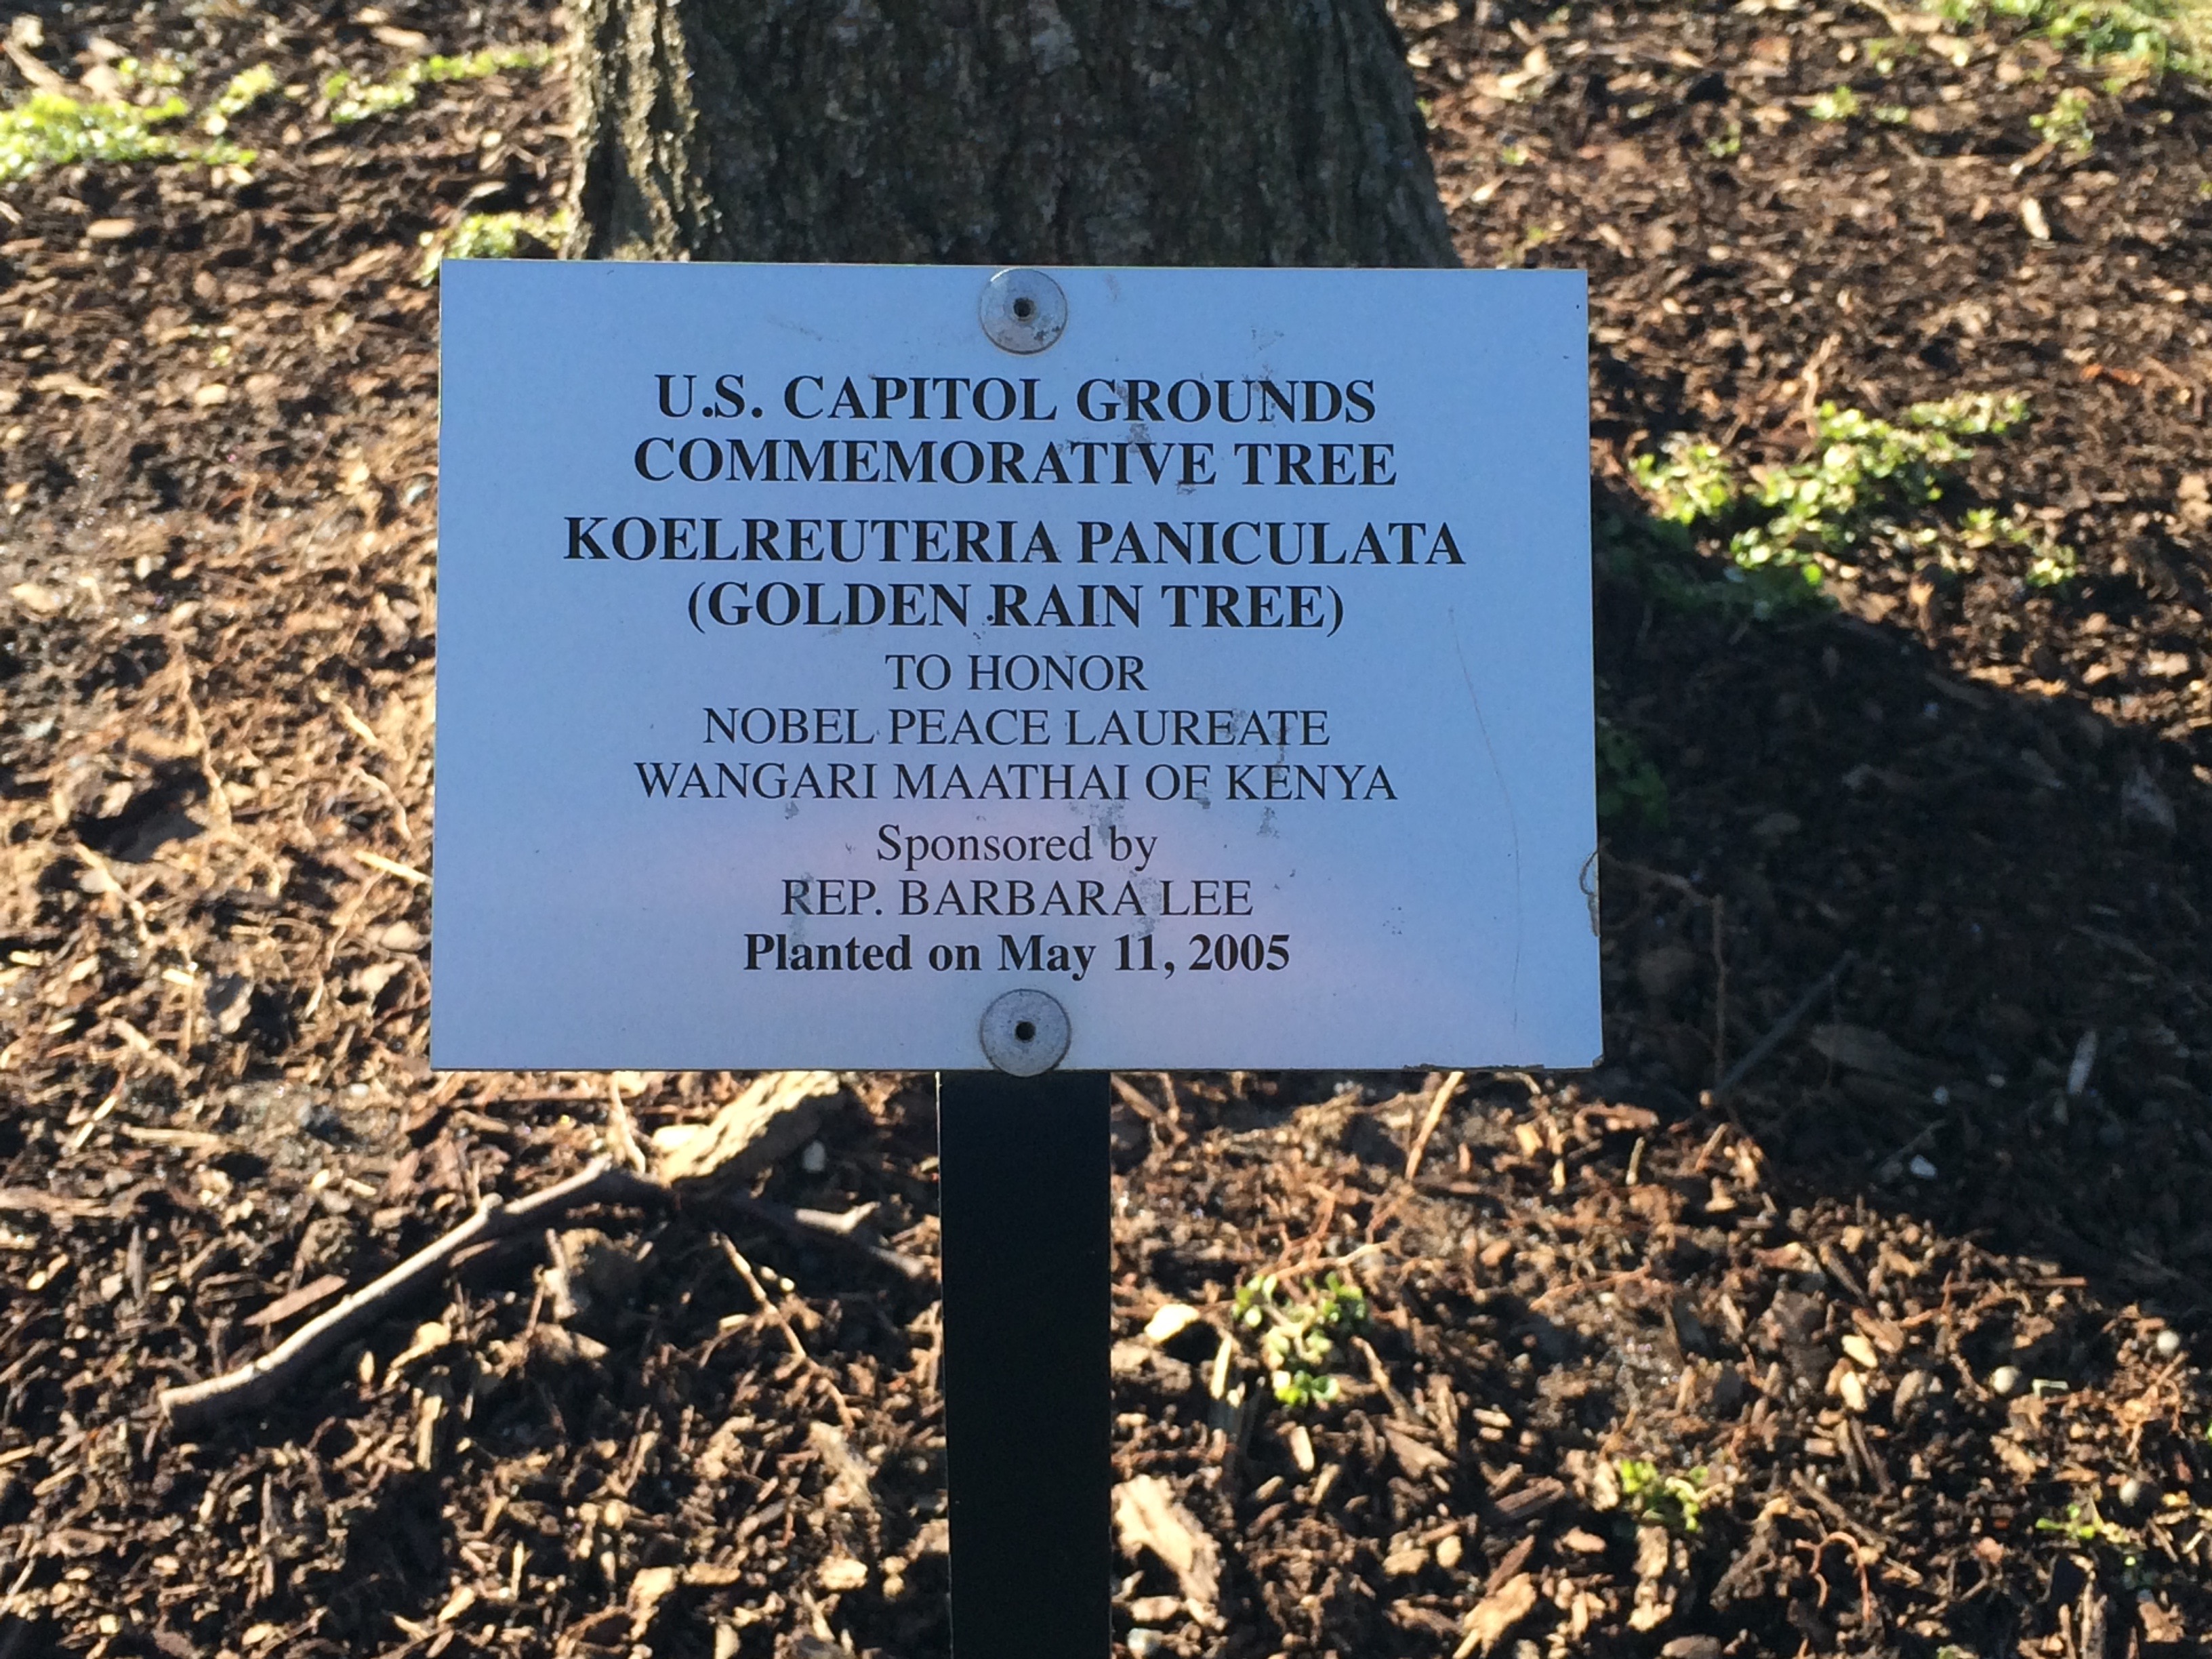 U.S. CAPITOL GROUNDS
COMMEMORATIVE TREE
KOELREUTERIA PANICULATA
(GOLDEN RAIN TREE)
TO HONOR
NOBEL PEACE LAUREATE
WANGARI MAATHAI OF KENYA
Sponsored by
REP. BARBARA LEE
Planted on May 11, 2005